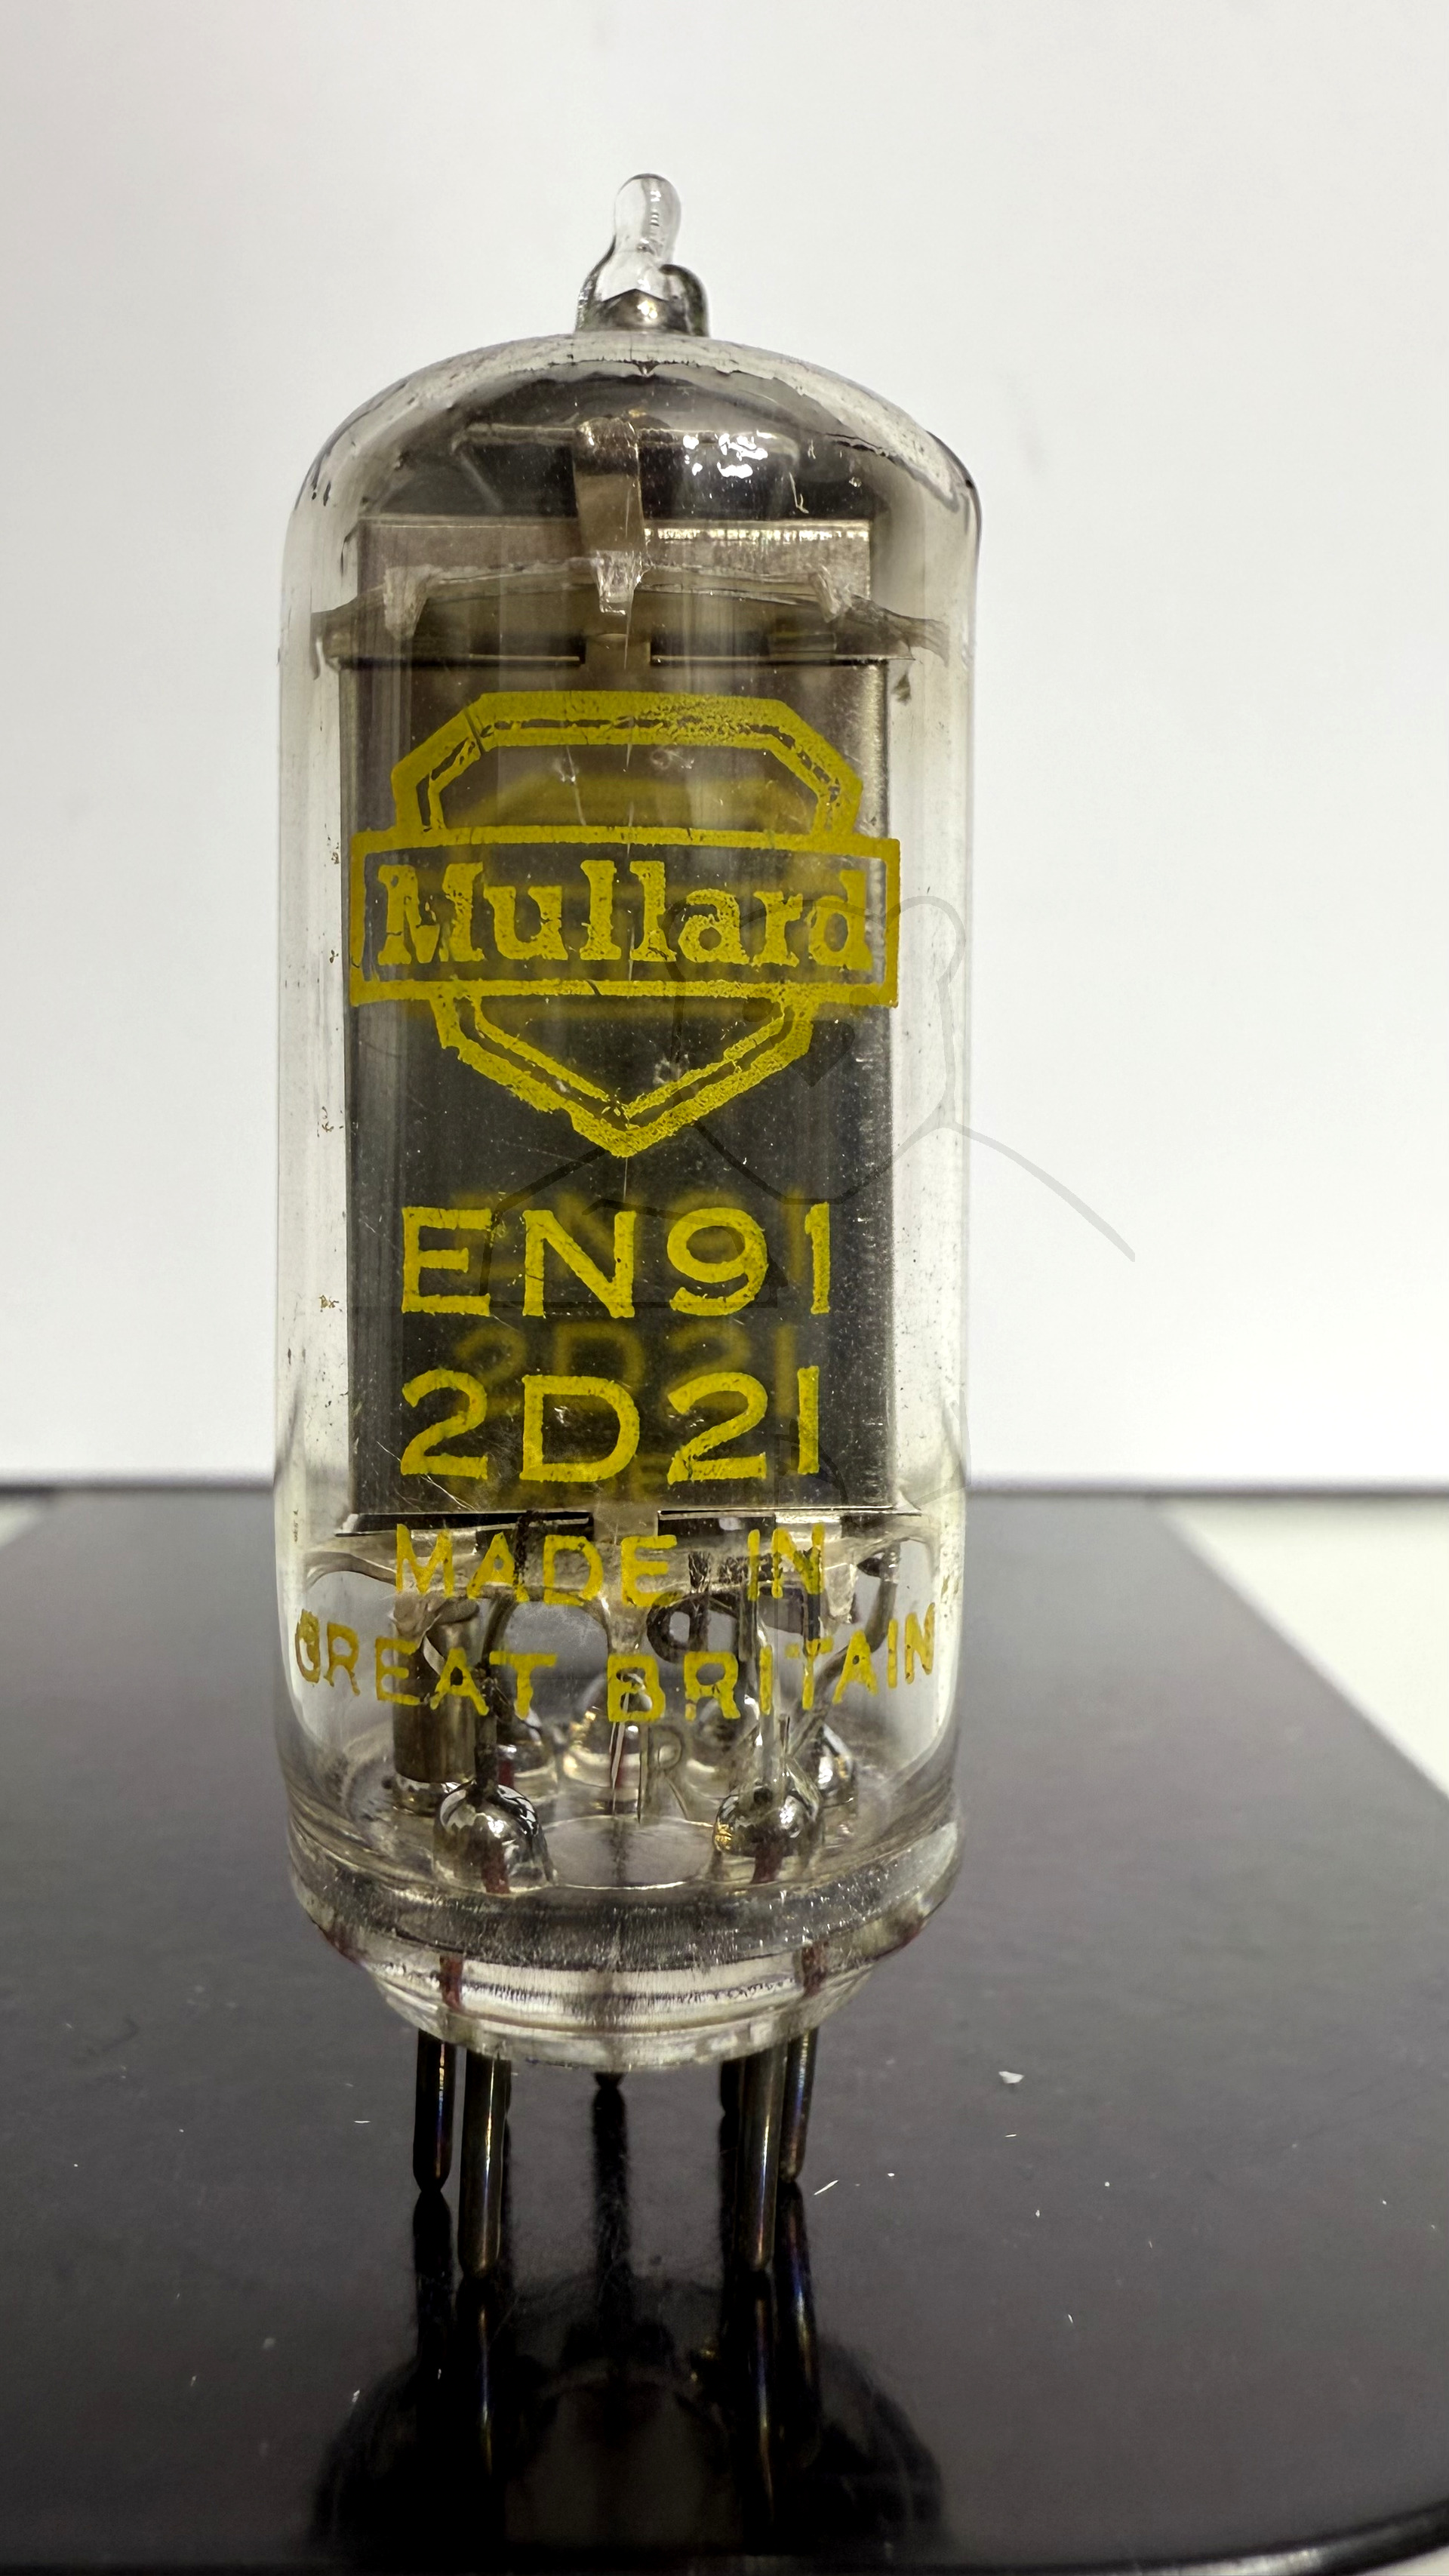 Mullard
EN91
2D21
MADE IN
GREAT BRITAIN